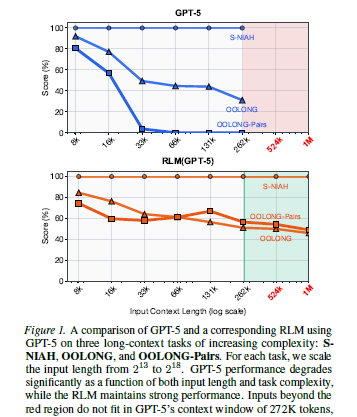 GPT-5
100
80
60
40
20
0
Score (%)
S-NIAH
OOLONG
OOLONG-Pairs
8k
16k
33k
66k
131k
262k
524k
1M
RLM(GPT-5)
100
80
60
40
20
0
Score (%)
S-NIAH
OOLONG-Pairs
OOLONG
8k
16k
33k
66k
131k
262k
524k
1M
Input Context Length (log scale)
Figure 1. A comparison of GPT-5 and a corresponding RLM using
GPT-5 on three long-context tasks of increasing complexity: S-
NIAH, OOLONG, and OOLONG-Pairs. For each task, we scale
the input length from 2¹³ to 2¹⁸. GPT-5 performance degrades
significantly as a function of both input length and task complexity,
while the RLM maintains strong performance. Inputs beyond the
red region do not fit in GPT-5's context window of 272K tokens,